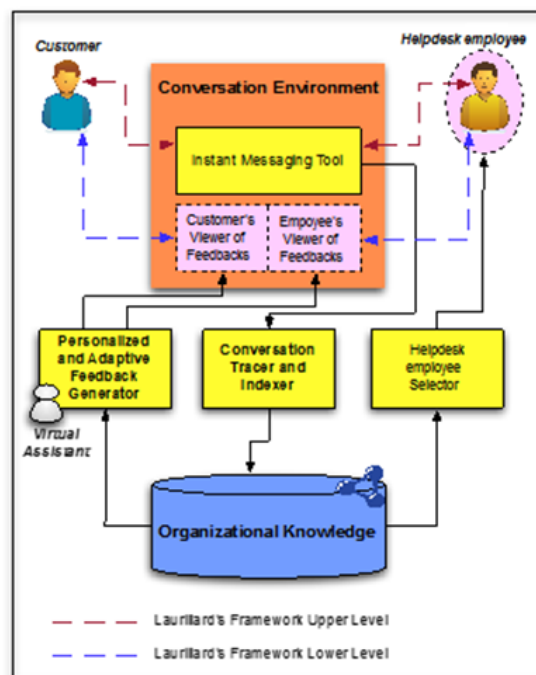 Customer
Helpdesk employee
Conversation Environment
Instant Messaging Tool
Customer's
Viewer of
Feedbacks
Empoyee's
Viewer of
Feedbacks
Personalized
and Adaptive
Feedback
Generator
Conversation
Tracer and
Indexer
Helpdesk
employee
Selector
Virtual
Assistant
Organizational Knowledge
Laurillard's Framework Upper Level
Laurillard's Framework Lower Level